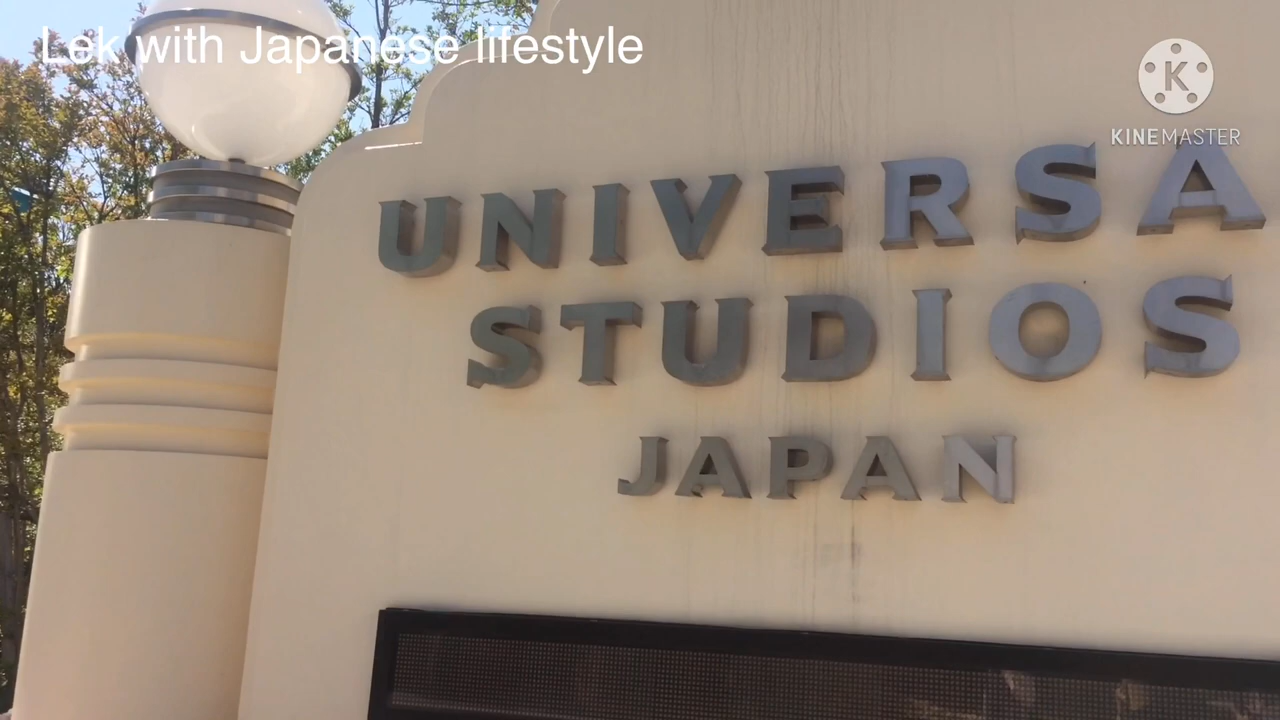 Lek with Japanese lifestyle
K
KINEMASTER
UNIVERSA
STUDIOS
JAPAN